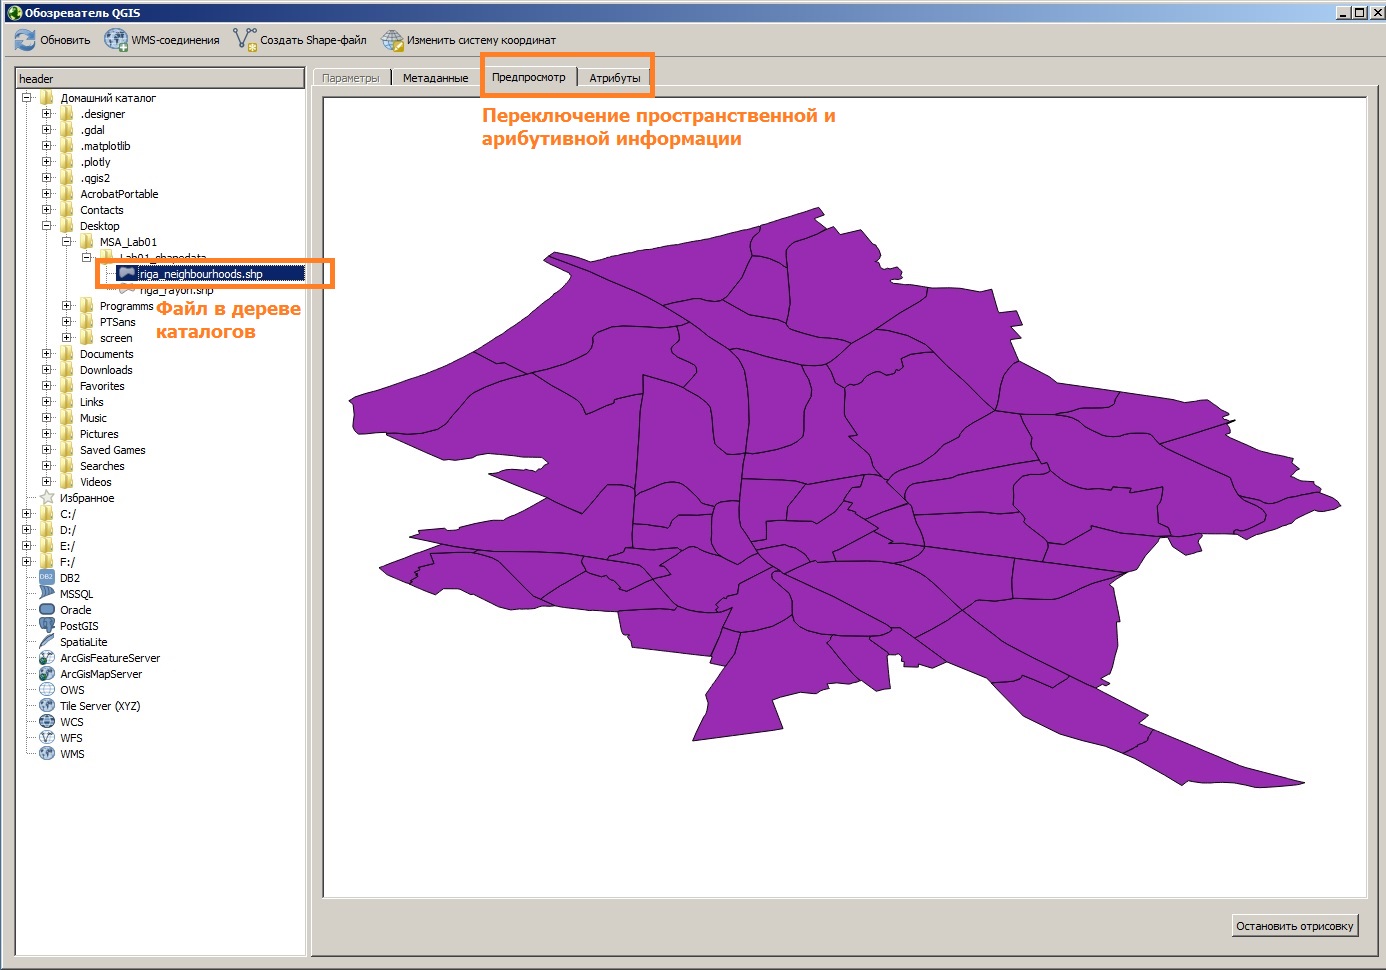 Обозреватель QGIS
Обновить WMS-соединения Создать Shape-файл Изменить систему координат
header
Параметры Метаданные Предпросмотр Атрибуты
Переключение пространственной и
арибутивной информации
Домашний каталог
.designer
.gdal
.matplotlib
.plotly
.qgis2
AcrobatPortable
Contacts
Desktop
MSA_Lab01
Lab01_shapedata
riga_neighbourhoods.shp
riga_rayon.shp
Файл в дереве
каталогов
Programms
PTSans
screen
Documents
Downloads
Favorites
Links
Music
Pictures
Saved Games
Searches
Videos
Избранное
C:/
D:/
E:/
F:/
DB2
MSSQL
Oracle
PostGIS
SpatiaLite
ArcGisFeatureServer
ArcGisMapServer
OWS
Tile Server (XYZ)
WCS
WFS
WMS
Остановить отрисовку